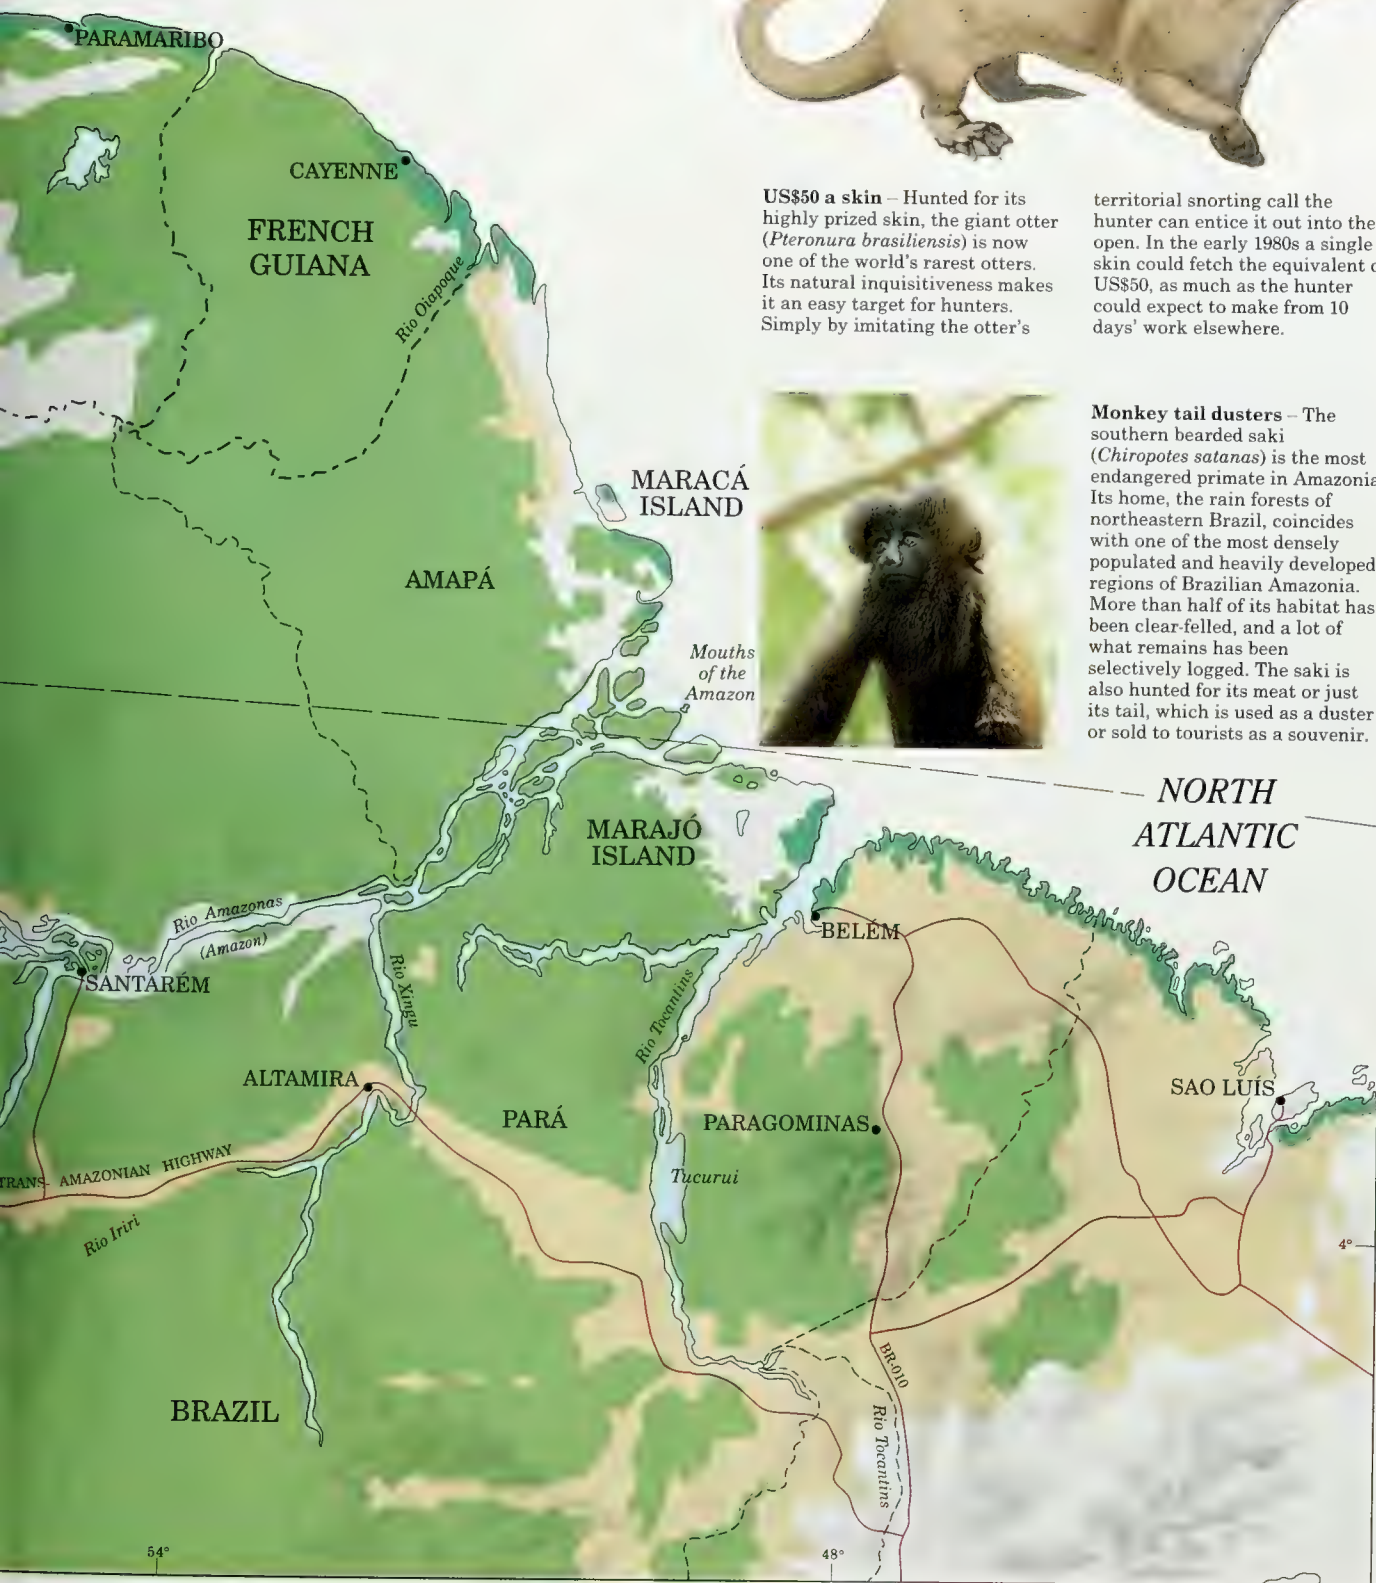 PARAMARIBO
CAYENNE
FRENCH
GUIANA
Rio Oiapoque
US$50 a skin – Hunted for its
highly prized skin, the giant otter
(Pteronura brasiliensis) is now
one of the world's rarest otters.
Its natural inquisitiveness makes
it an easy target for hunters.
Simply by imitating the otter's
territorial snorting call the
hunter can entice it out into the
open. In the early 1980s a single
skin could fetch the equivalent
US$50, as much as the hunter
could expect to make from 10
days' work elsewhere.
Monkey tail dusters – The
southern bearded saki
(Chiropotes satanas) is the most
endangered primate in Amazonia
Its home, the rain forests of
northeastern Brazil, coincides
with one of the most densely
populated and heavily developed
regions of Brazilian Amazonia.
More than half of its habitat has
been clear-felled, and a lot of
what remains has been
selectively logged. The saki is
also hunted for its meat or just
its tail, which is used as a duster
or sold to tourists as a souvenir.
MARACÁ
ISLAND
AMAPÁ
Mouths
of the
Amazon
NORTH
ATLANTIC
OCEAN
MARAJÓ
ISLAND
Rio Amazonas
(Amazon)
BELÉM
SANTARÉM
Rio Xingu
Rio Tocantins
ALTAMIRA
PARÁ
PARAGOMINAS
SAO LUÍS
TRANS-AMAZONIAN HIGHWAY
Tucurui
Rio Iriri
4°
BR-010
BRAZIL
Rio Tocantins
54°
48°